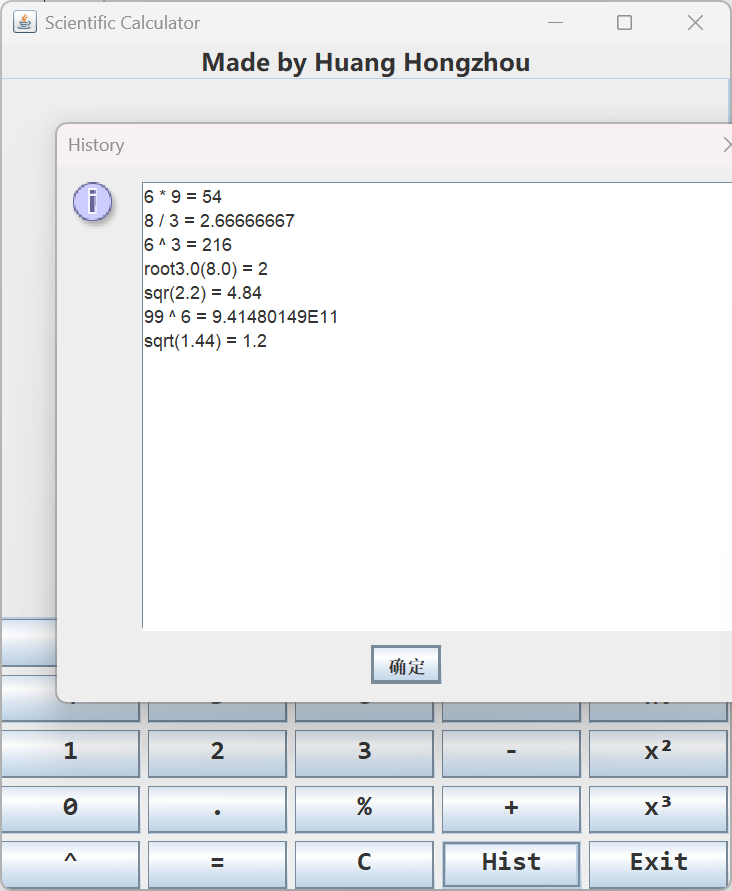 Scientific Calculator
Made by Huang Hongzhou
History
6 * 9 = 54
8 / 3 = 2.66666667
6 ^ 3 = 216
root3.0(8.0) = 2
sqr(2.2) = 4.84
99 ^ 6 = 9.41480149E11
sqrt(1.44) = 1.2
确定
1 2 3 - x²
0 . % + x³
^ = C Hist Exit